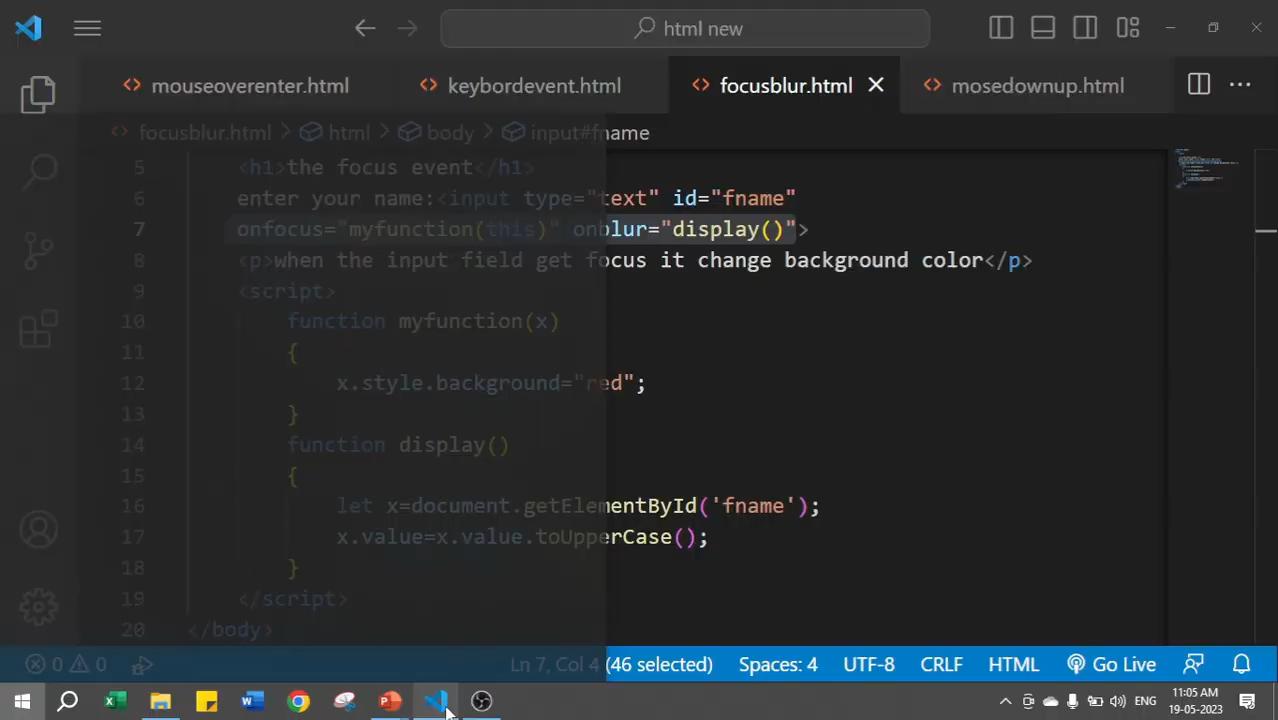 html new
mouseoverenter.html keybordevent.html focusblur.html mosedownup.html
focusblur.html > html > body > input#fname
5 <h1>the focus event</h1>
6 enter your name:<input type="text" id="fname"
7 onfocus="myfunction(this)" onblur="display()">
8 <p>when the input field get focus it change background color</p>
9 <script>
10 function myfunction(x)
11 {
12 x.style.background="red";
13 }
14 function display()
15 {
16 let x=document.getElementById('fname');
17 x.value=x.value.toUpperCase();
18 }
19 </script>
20 </body>
0 0 Ln 7, Col 4 (46 selected) Spaces: 4 UTF-8 CRLF HTML Go Live
ENG 11:05 AM
19-05-2023